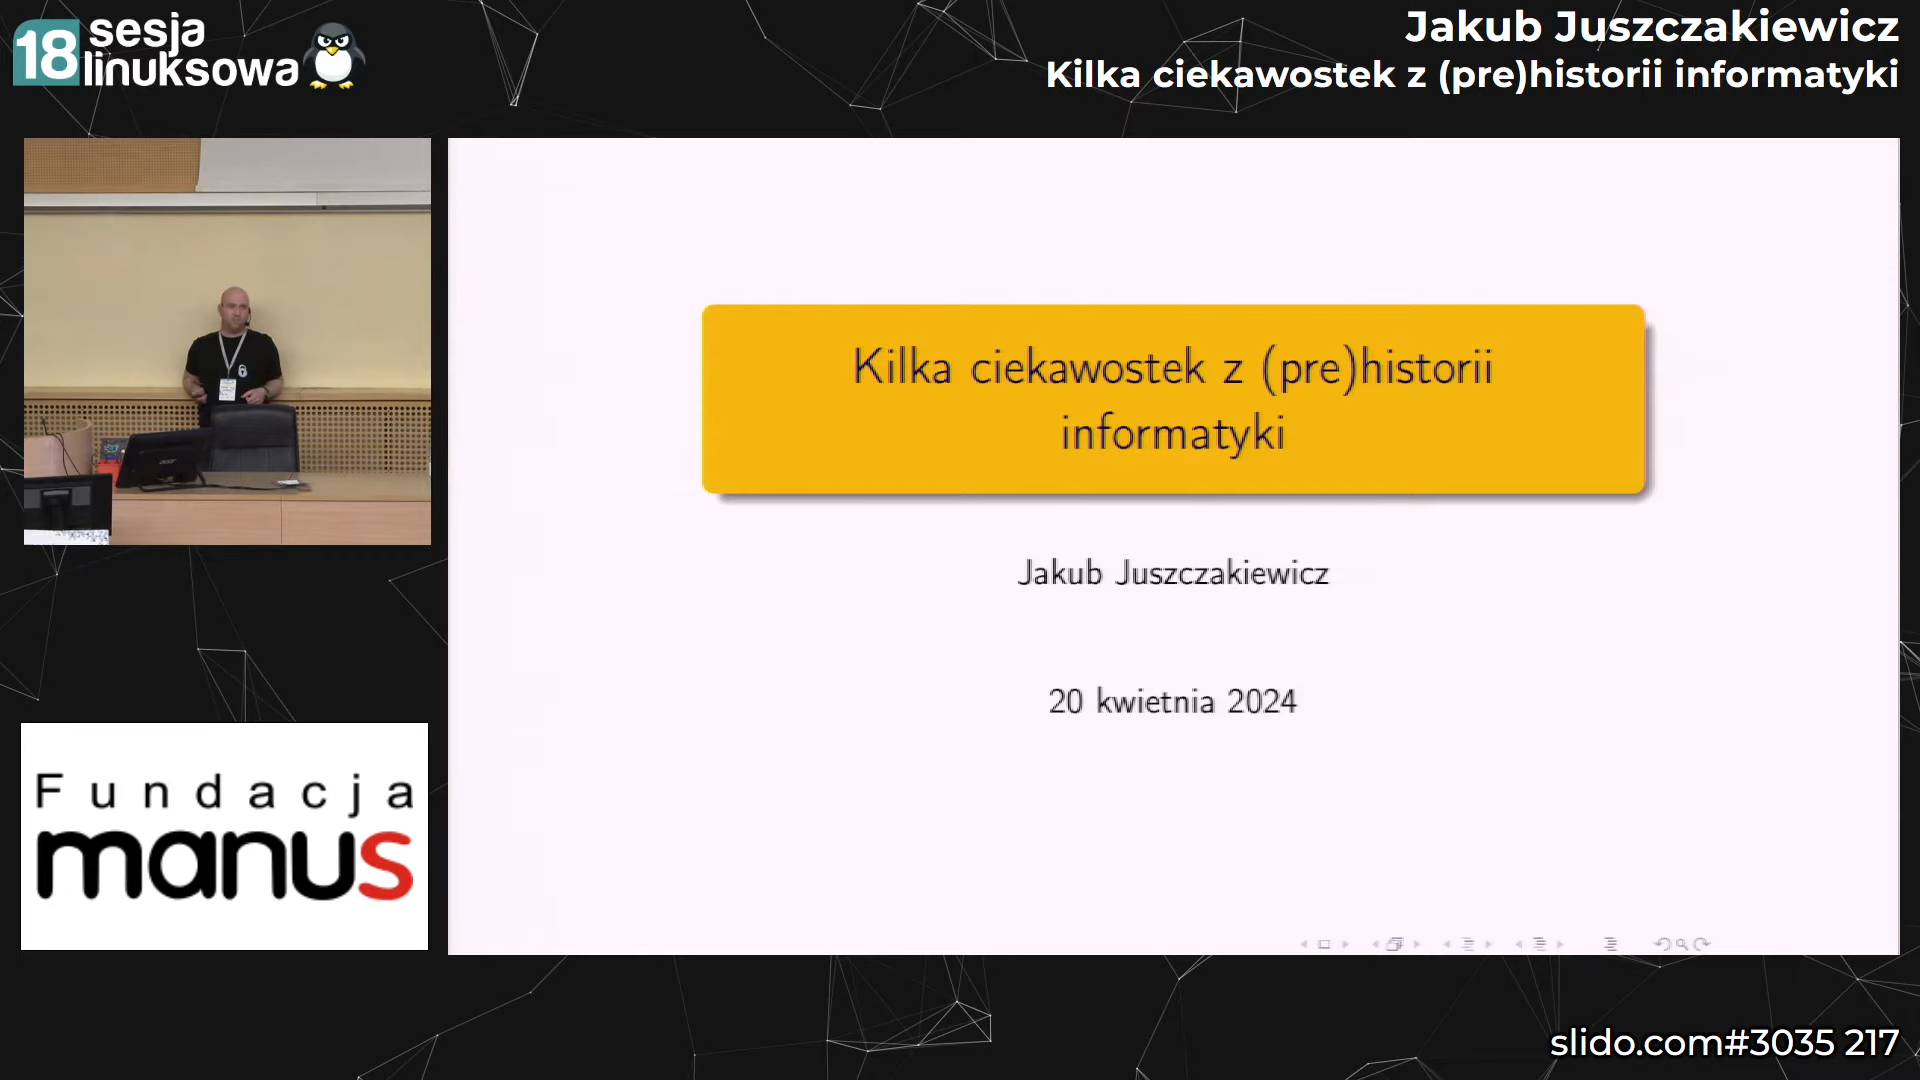 18 sesja
linuksowa
Jakub Juszczakiewicz
Kilka ciekawostek z (pre)historii informatyki
Kilka ciekawostek z (pre)historii
informatyki
Jakub Juszczakiewicz
20 kwietnia 2024
acer
Fundacja
manus
slido.com#3035 217